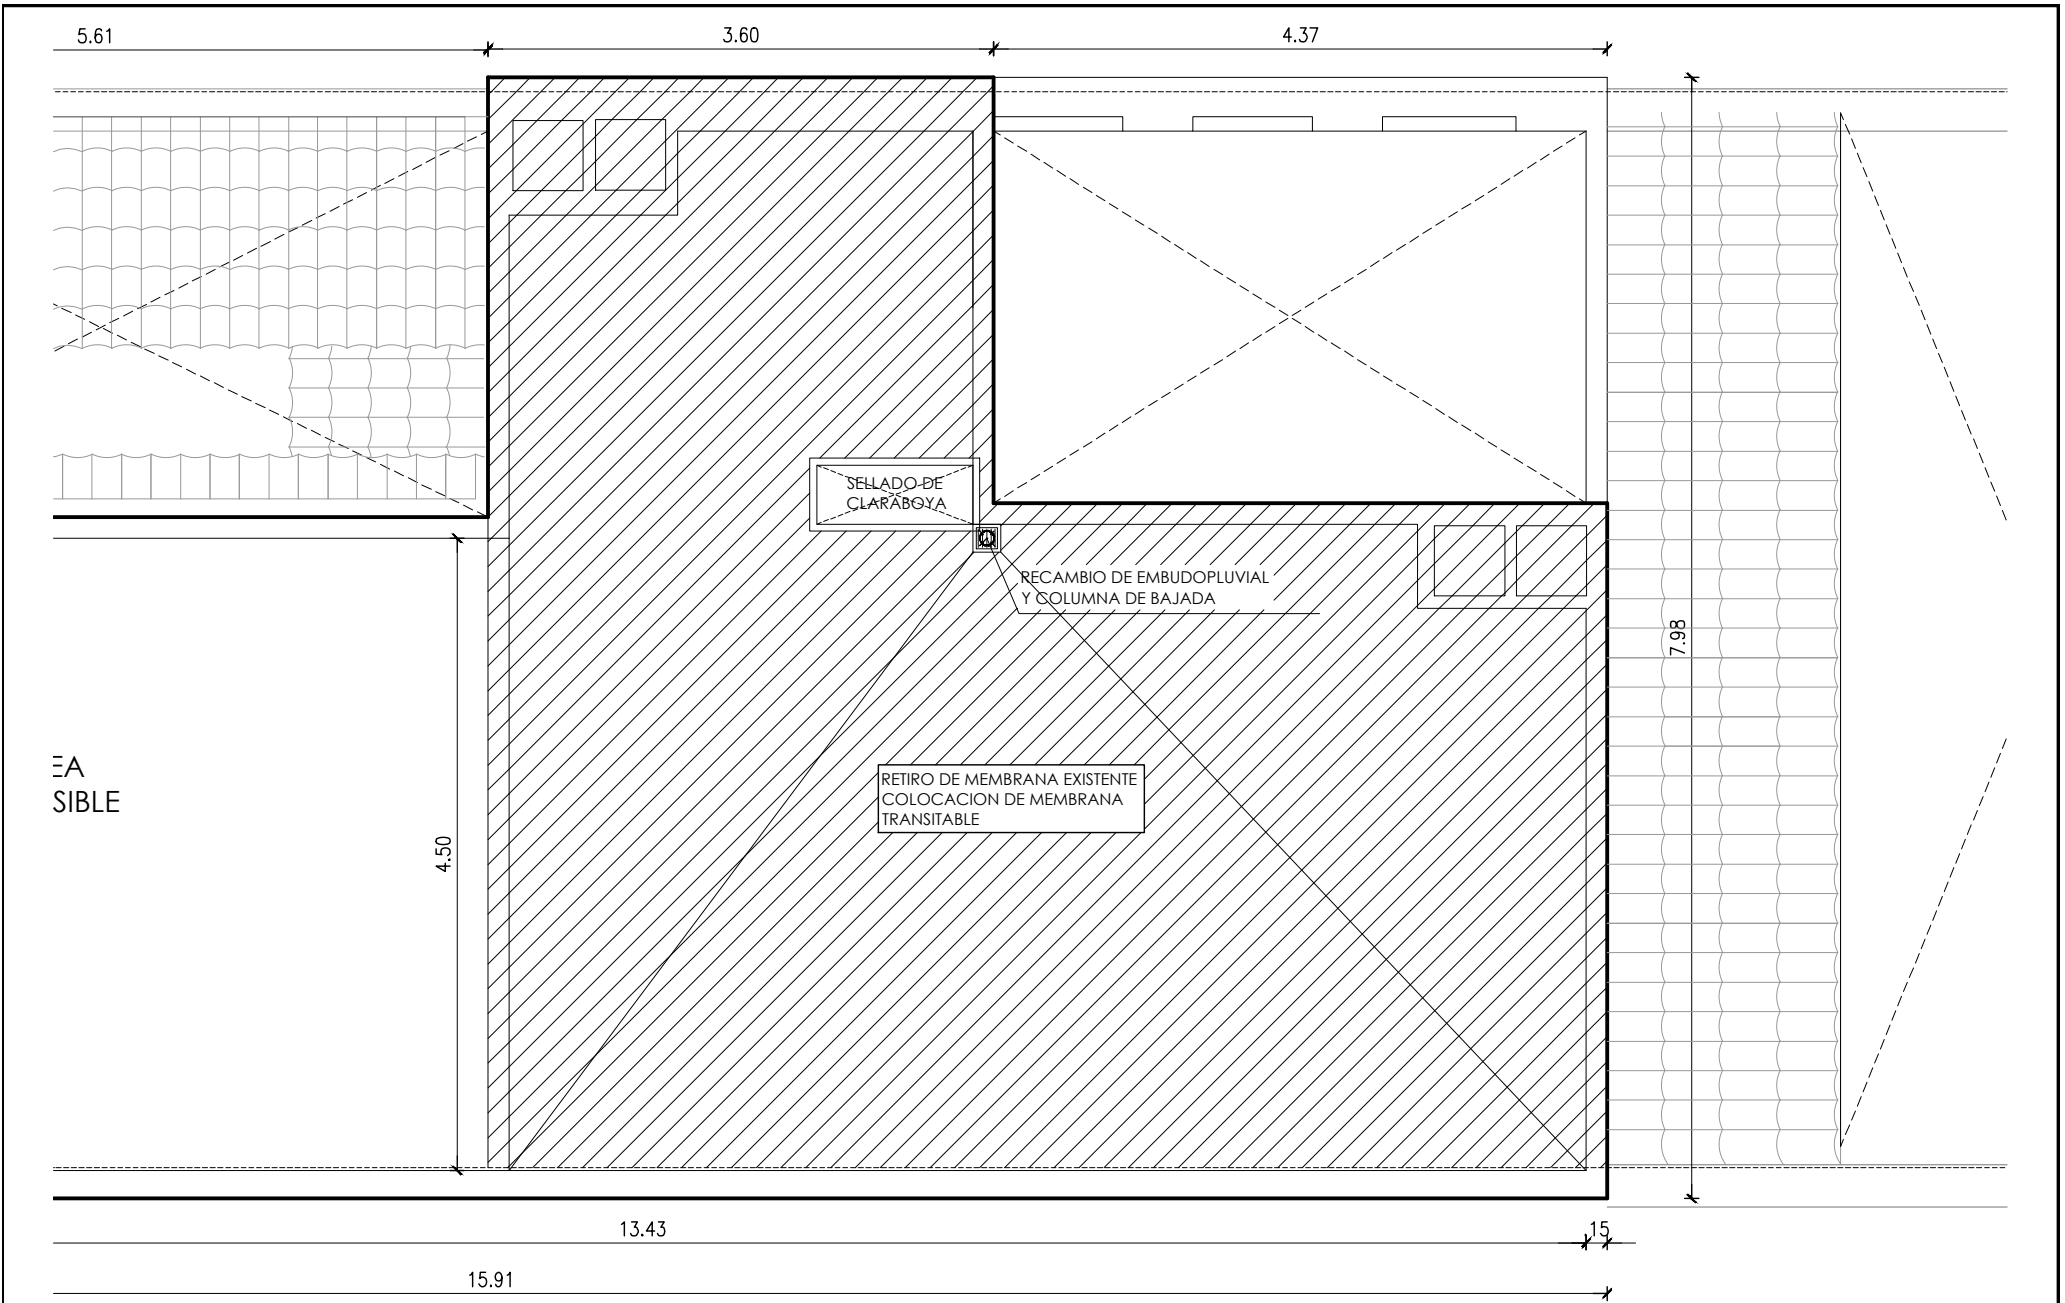 5.61
3.60
4.37
SELLADO DE
CLARABOYA
RECAMBIO DE EMBUDOPLUVIAL
Y COLUMNA DE BAJADA
7.98
EA
SIBLE
RETIRO DE MEMBRANA EXISTENTE
COLOCACION DE MEMBRANA
TRANSITABLE
4.50
13.43
15
15.91